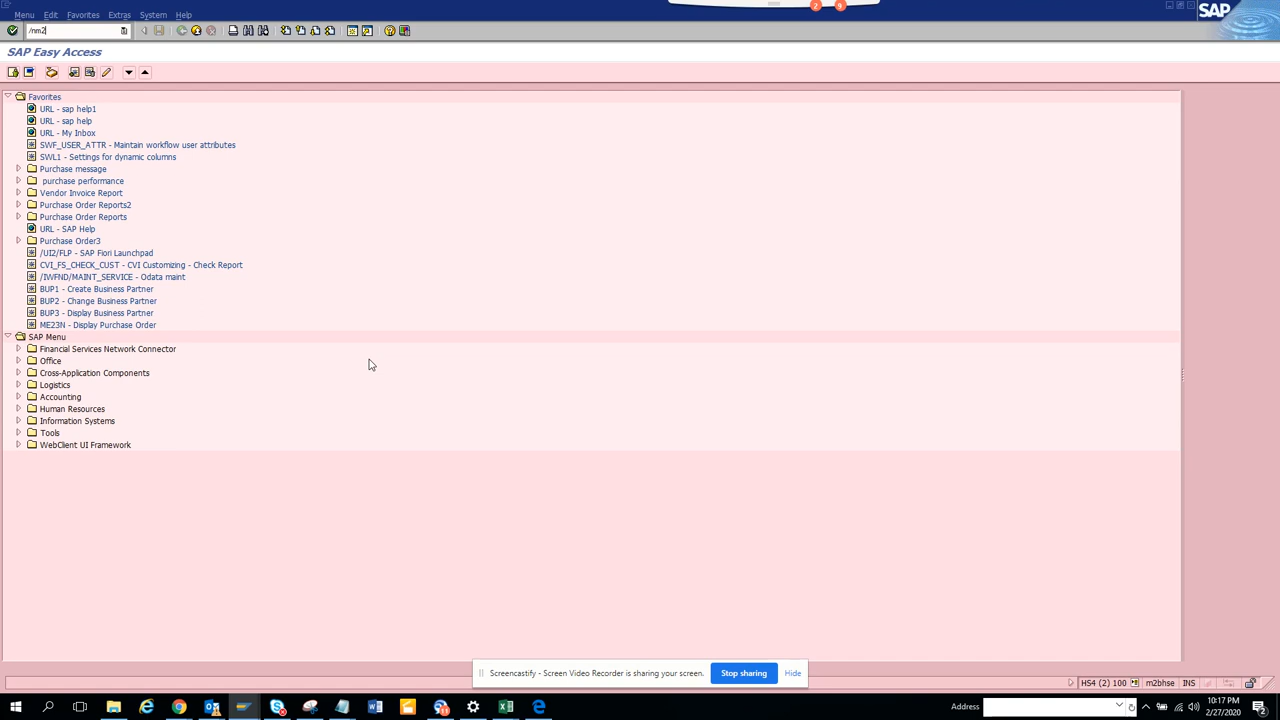 2 9
Menu Edit Favorites Extras System Help
SAP
/nm2
SAP Easy Access
Favorites
URL - sap help1
URL - sap help
URL - My Inbox
SWF_USER_ATTR - Maintain workflow user attributes
SWL1 - Settings for dynamic columns
Purchase message
purchase performance
Vendor Invoice Report
Purchase Order Reports2
Purchase Order Reports
URL - SAP Help
Purchase Order3
/UI2/FLP - SAP Fiori Launchpad
CVI_FS_CHECK_CUST - CVI Customizing - Check Report
/IWFND/MAINT_SERVICE - Odata maint
BUP1 - Create Business Partner
BUP2 - Change Business Partner
BUP3 - Display Business Partner
ME23N - Display Purchase Order
SAP Menu
Financial Services Network Connector
Office
Cross-Application Components
Logistics
Accounting
Human Resources
Information Systems
Tools
WebClient UI Framework
Screencastify - Screen Video Recorder is sharing your screen. Stop sharing Hide
HS4 (2) 100 m2bhse INS
Address
10:17 PM
2/27/2020
2